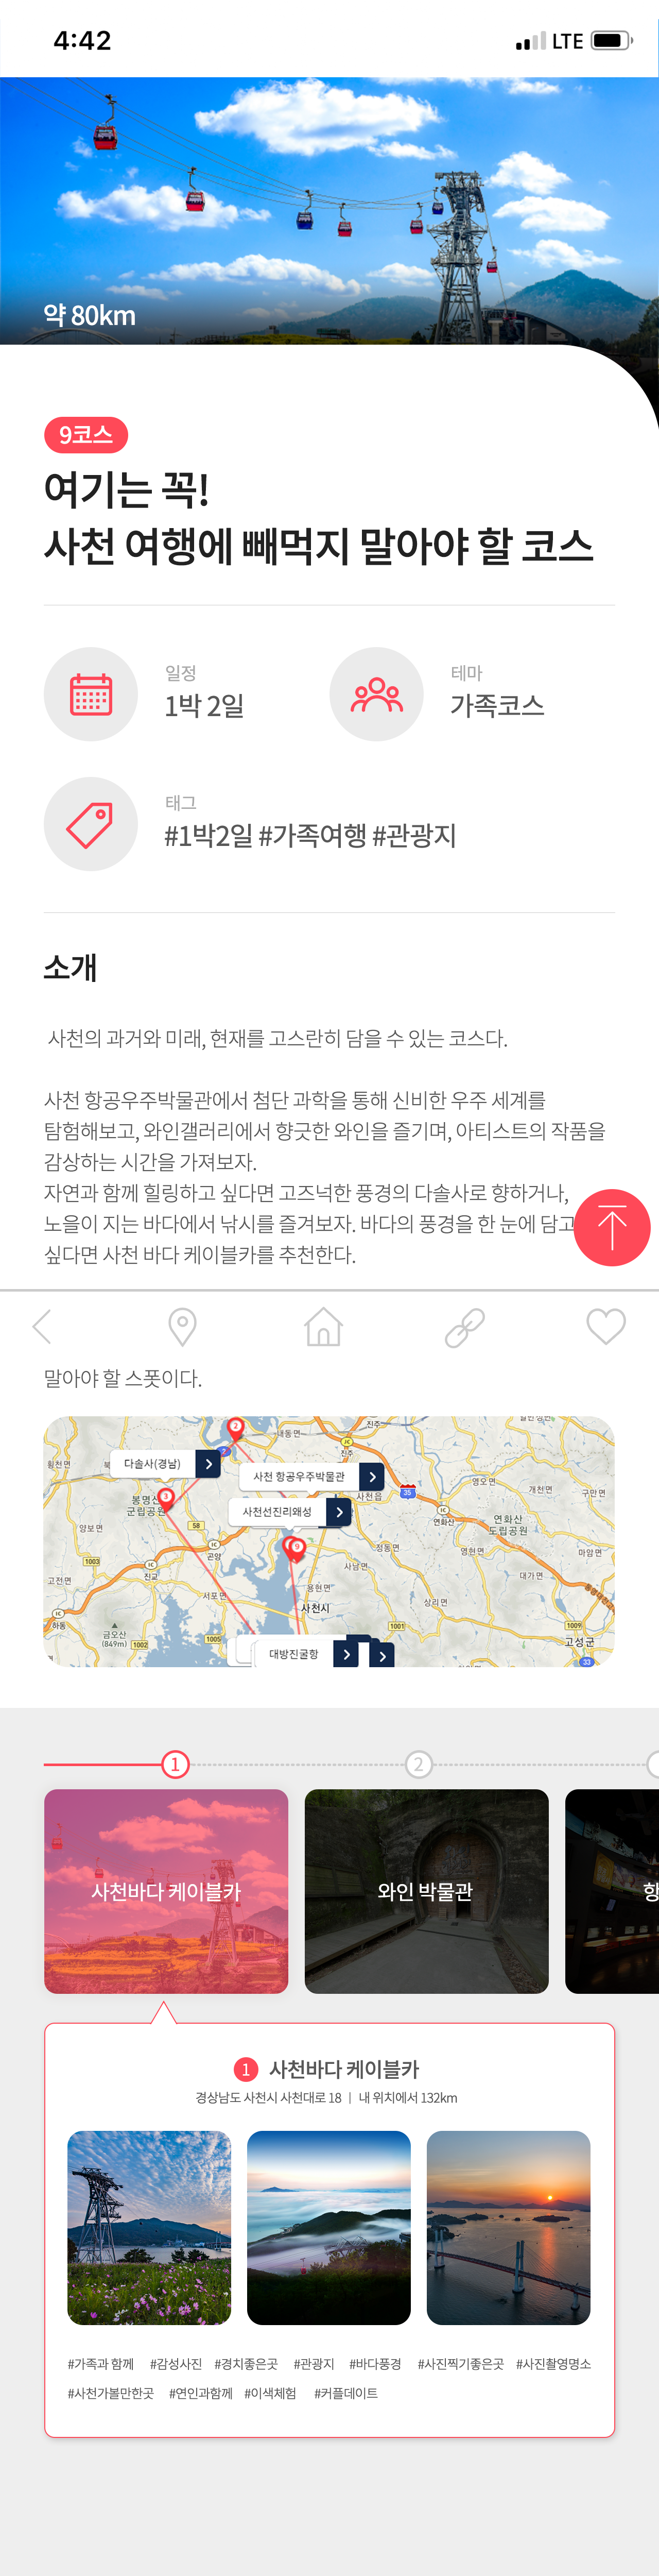 4:42
LTE
약 80km
9코스
여기는 꼭!
사천 여행에 빼먹지 말아야 할 코스
일정
1박 2일
테마
가족코스
태그
#1박2일 #가족여행 #관광지
소개
사천의 과거와 미래, 현재를 고스란히 담을 수 있는 코스다.
사천 항공우주박물관에서 첨단 과학을 통해 신비한 우주 세계를
탐험해보고, 와인갤러리에서 향긋한 와인을 즐기며, 아티스트의 작품을
감상하는 시간을 가져보자.
자연과 함께 힐링하고 싶다면 고즈넉한 풍경의 다솔사로 향하거나,
노을이 지는 바다에서 낚시를 즐겨보자. 바다의 풍경을 한 눈에 담고
싶다면 사천 바다 케이블카를 추천한다.
말아야 할 스폿이다.
2
내동면
진주
IC
진주
횡천면
북
다솔사(경남)
사천 항공우주박물관
영오면
개천면
구만면
3
봉명산
군립공원
사천선진리왜성
사천읍
35
IC
연화산
연화산
도립공원
양보면
58
IC
곤양
정동면
영현면
마암면
1003
IC
진교
9
사남면
대가면
고전면
서포면
용현면
상리면
IC
하동
사천시
금오산
(849m)
1002
1005
대방진굴항
1001
1009
고성군
33
1
2
사천바다 케이블카
와인 박물관
항
1 사천바다 케이블카
경상남도 사천시 사천대로 18 | 내 위치에서 132km
#가족과 함께 #감성사진 #경치좋은곳 #관광지 #바다풍경 #사진찍기좋은곳 #사진촬영명소
#사천가볼만한곳 #연인과함께 #이색체험 #커플데이트